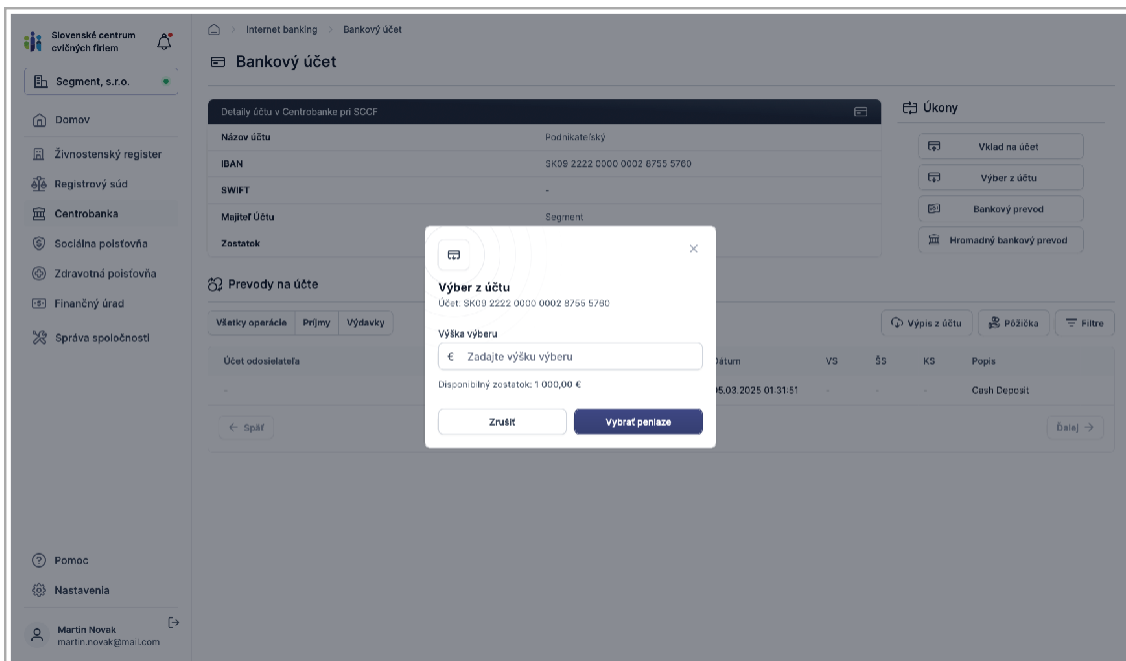 Slovenské centrum
cvičných firiem
Segment, s.r.o.
Domov
Živnostenský register
Registrový súd
Centrobanka
Sociálna poisťovňa
Zdravotná poisťovňa
Finančný úrad
Správa spoločnosti
Pomoc
Nastavenia
Martin Novak
martin.novak@mail.com
Internet banking > Bankový účet
Bankový účet
Detaily účtu v Centrobanke pri SCCF
Názov účtu Podnikateľský
IBAN SK09 2222 0000 0002 8755 5760
SWIFT -
Majiteľ Účtu Segment
Zostatok
Úkony
Vklad na účet
Výber z účtu
Bankový prevod
Hromadný bankový prevod
Prevody na účte
Všetky operácie Príjmy Výdavky
Výpis z účtu Pôžička Filtre
Účet odosielateľa Dátum VS ŠS KS Popis
- 05.03.2025 01:31:51 - - - Cash Deposit
← Späť Ďalej →
Výber z účtu
Účet: SK09 2222 0000 0002 8755 5760
Výška výberu
€ Zadajte výšku výberu
Disponibilný zostatok: 1 000,00 €
Zrušiť Vybrať peniaze